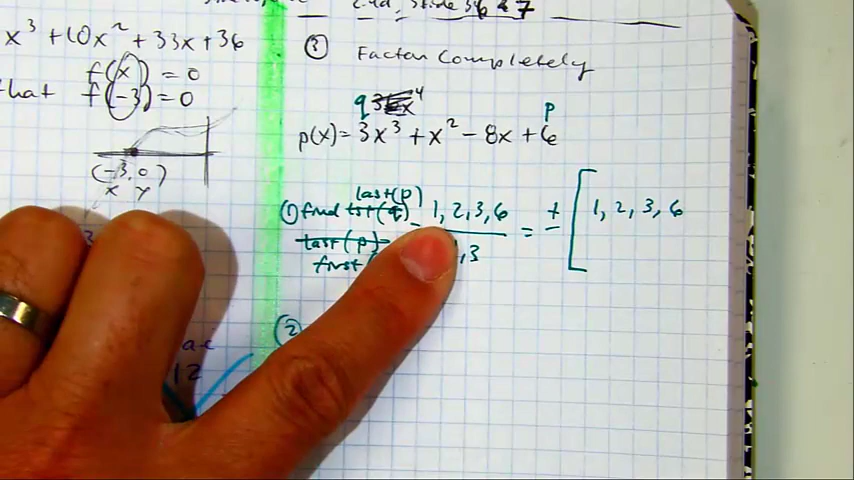 x³ + 10x² + 33x + 36
f(x) = 0
that f(-3) = 0
(-3, 0)
x y
a·c
12
③ Factor Completely
q p
p(x) = 3x³ + x² - 8x + 6
① find last(p) = 1, 2, 3, 6 = ± [ 1, 2, 3, 6
first , 3
②